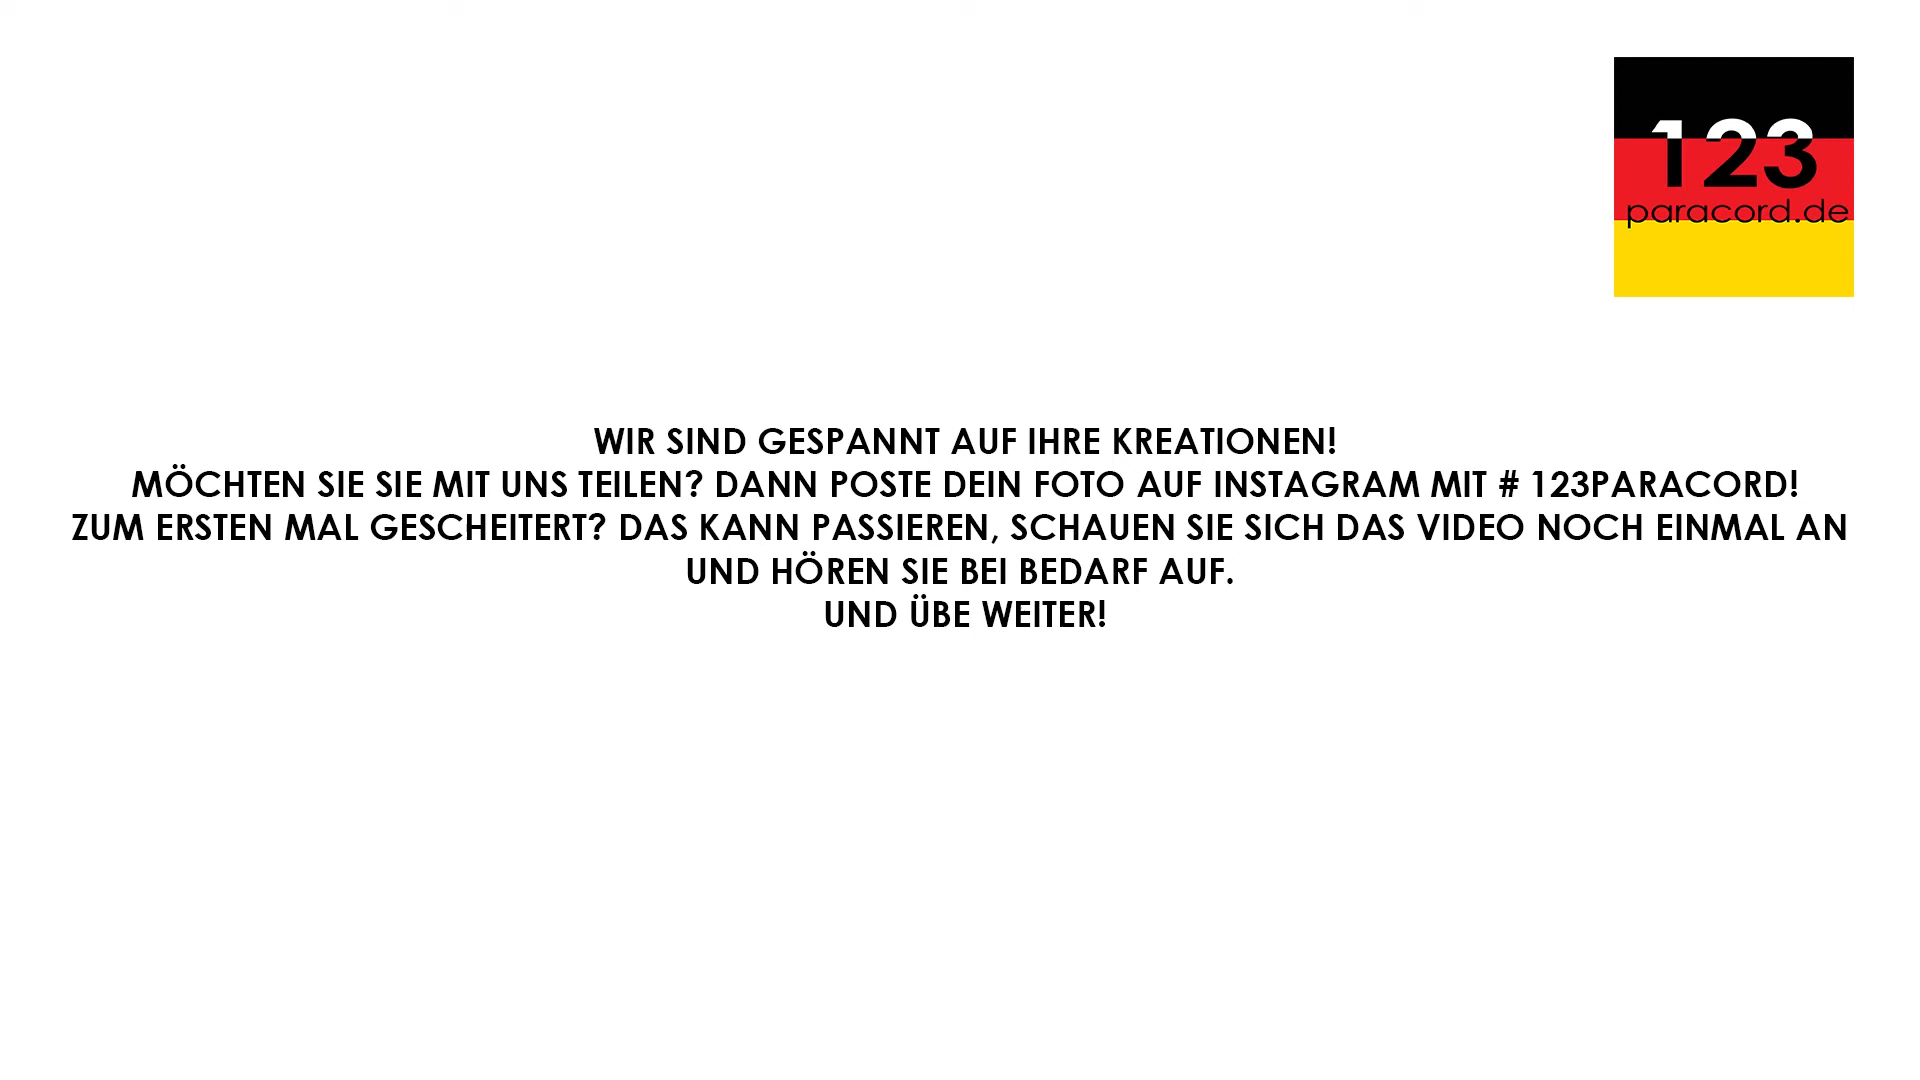 123
paracord.de
WIR SIND GESPANNT AUF IHRE KREATIONEN!
MÖCHTEN SIE SIE MIT UNS TEILEN? DANN POSTE DEIN FOTO AUF INSTAGRAM MIT # 123PARACORD!
ZUM ERSTEN MAL GESCHEITERT? DAS KANN PASSIEREN, SCHAUEN SIE SICH DAS VIDEO NOCH EINMAL AN
UND HÖREN SIE BEI BEDARF AUF.
UND ÜBE WEITER!